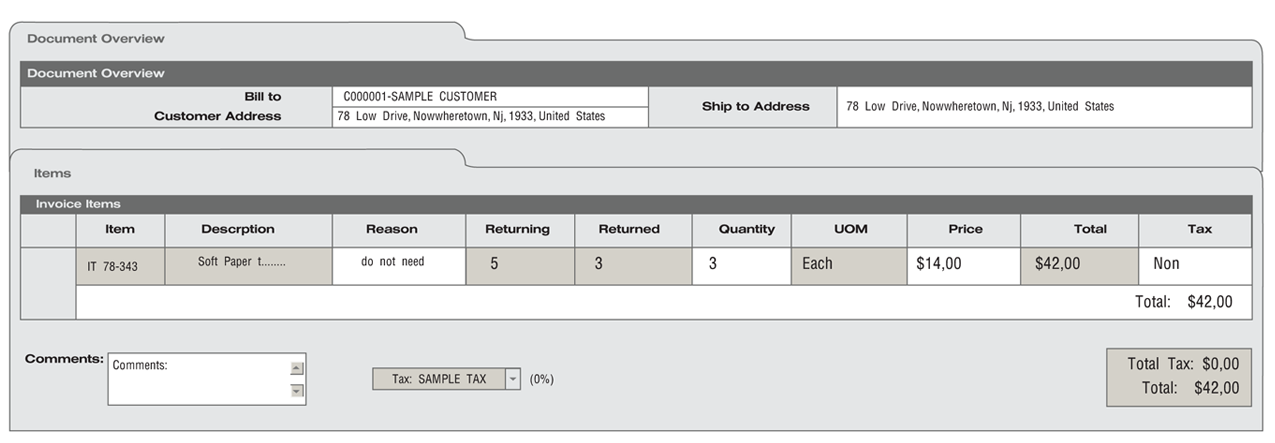 Document Overview
Document Overview
Bill to C000001-SAMPLE CUSTOMER
Customer Address 78 Low Drive, Nowwheretown, Nj, 1933, United States
Ship to Address 78 Low Drive, Nowwheretown, Nj, 1933, United States
Items
Invoice Items
Item Descrption Reason Returning Returned Quantity UOM Price Total Tax
IT 78-343 Soft Paper t........ do not need 5 3 3 Each $14,00 $42,00 Non
Total: $42,00
Comments: Comments:
Tax: SAMPLE TAX (0%)
Total Tax: $0,00
Total: $42,00